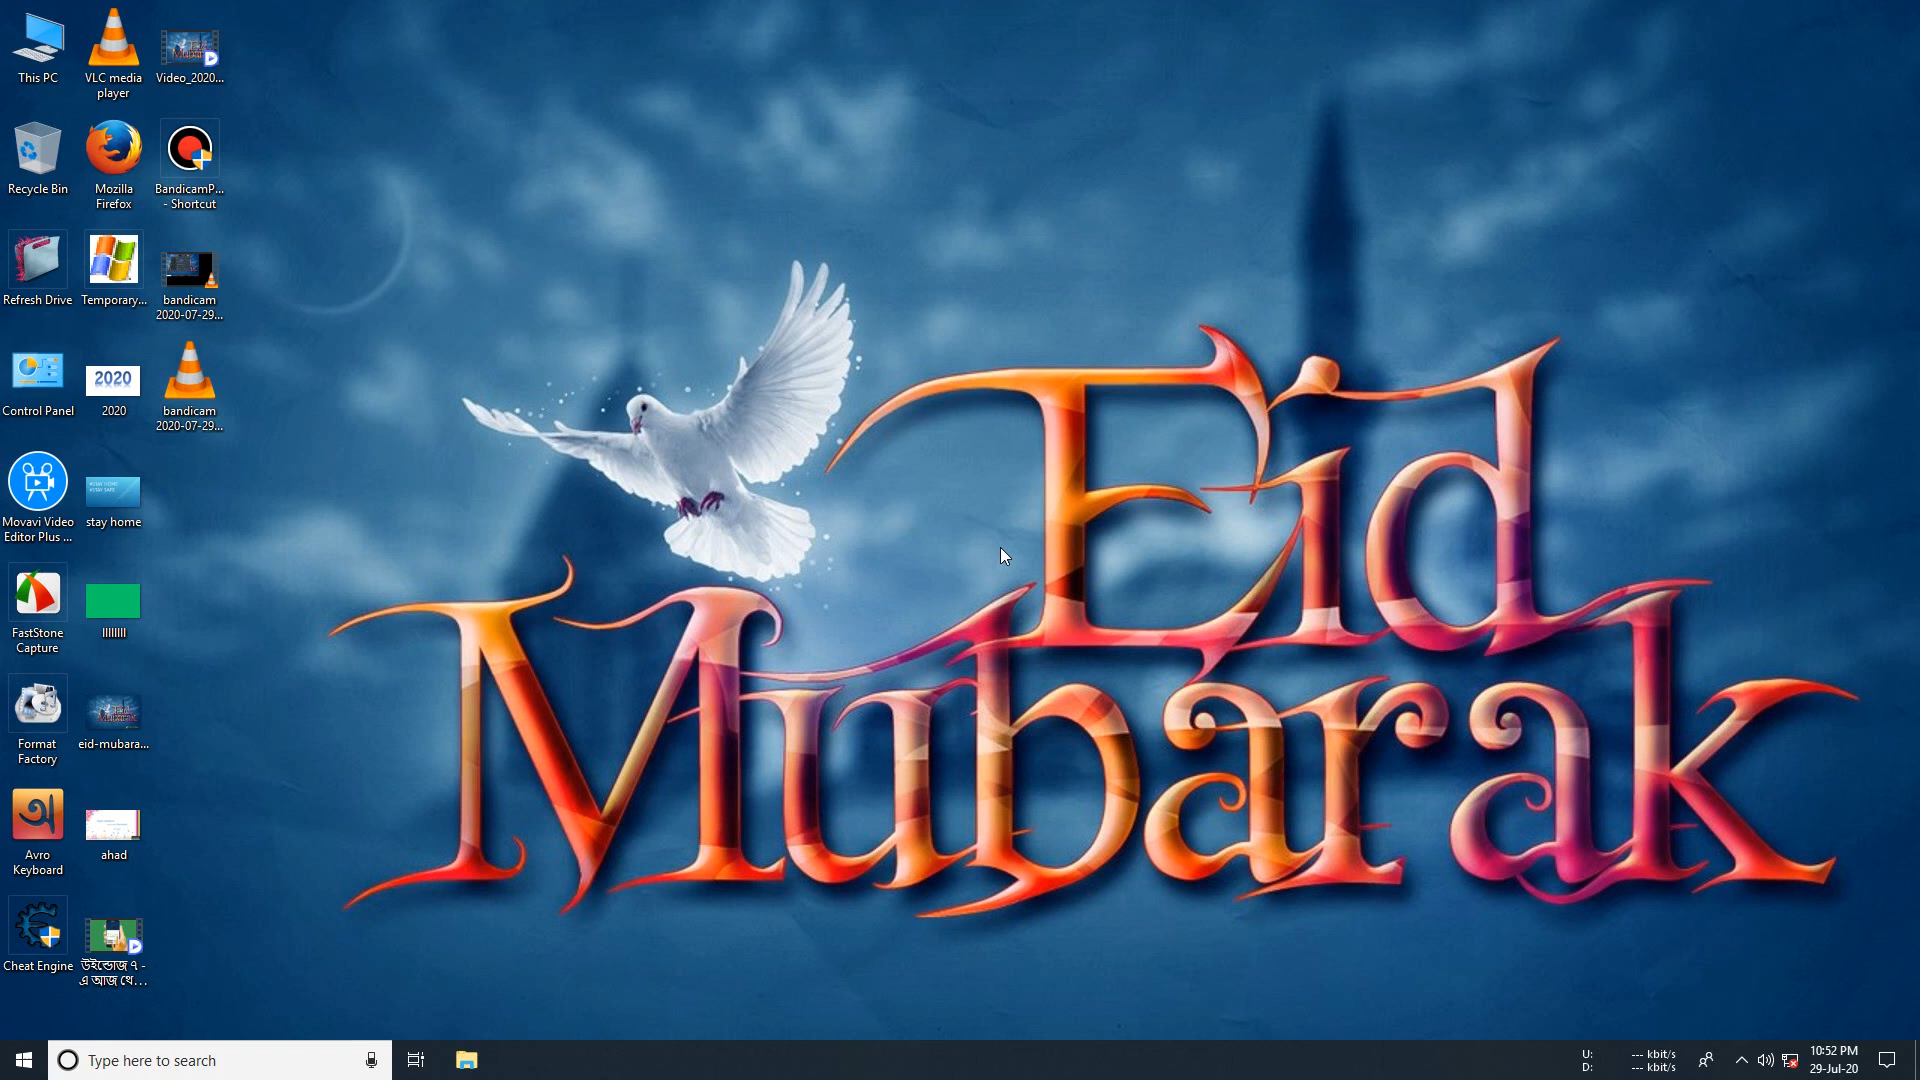 This PC
VLC media
player
Video_2020...
Recycle Bin
Mozilla
Firefox
BandicamP...
- Shortcut
Refresh Drive
Temporary...
bandicam
2020-07-29...
Control Panel
2020
2020
bandicam
2020-07-29...
Movavi Video
Editor Plus ...
stay home
FastStone
Capture
llllllll
Format
Factory
eid-mubara...
অ
Avro
Keyboard
ahad
Cheat Engine
উইন্ডোজ ৭ -
এ আজ থে...
Eid
Mubarak
Type here to search
U: --- kbit/s
D: --- kbit/s
10:52 PM
29-Jul-20